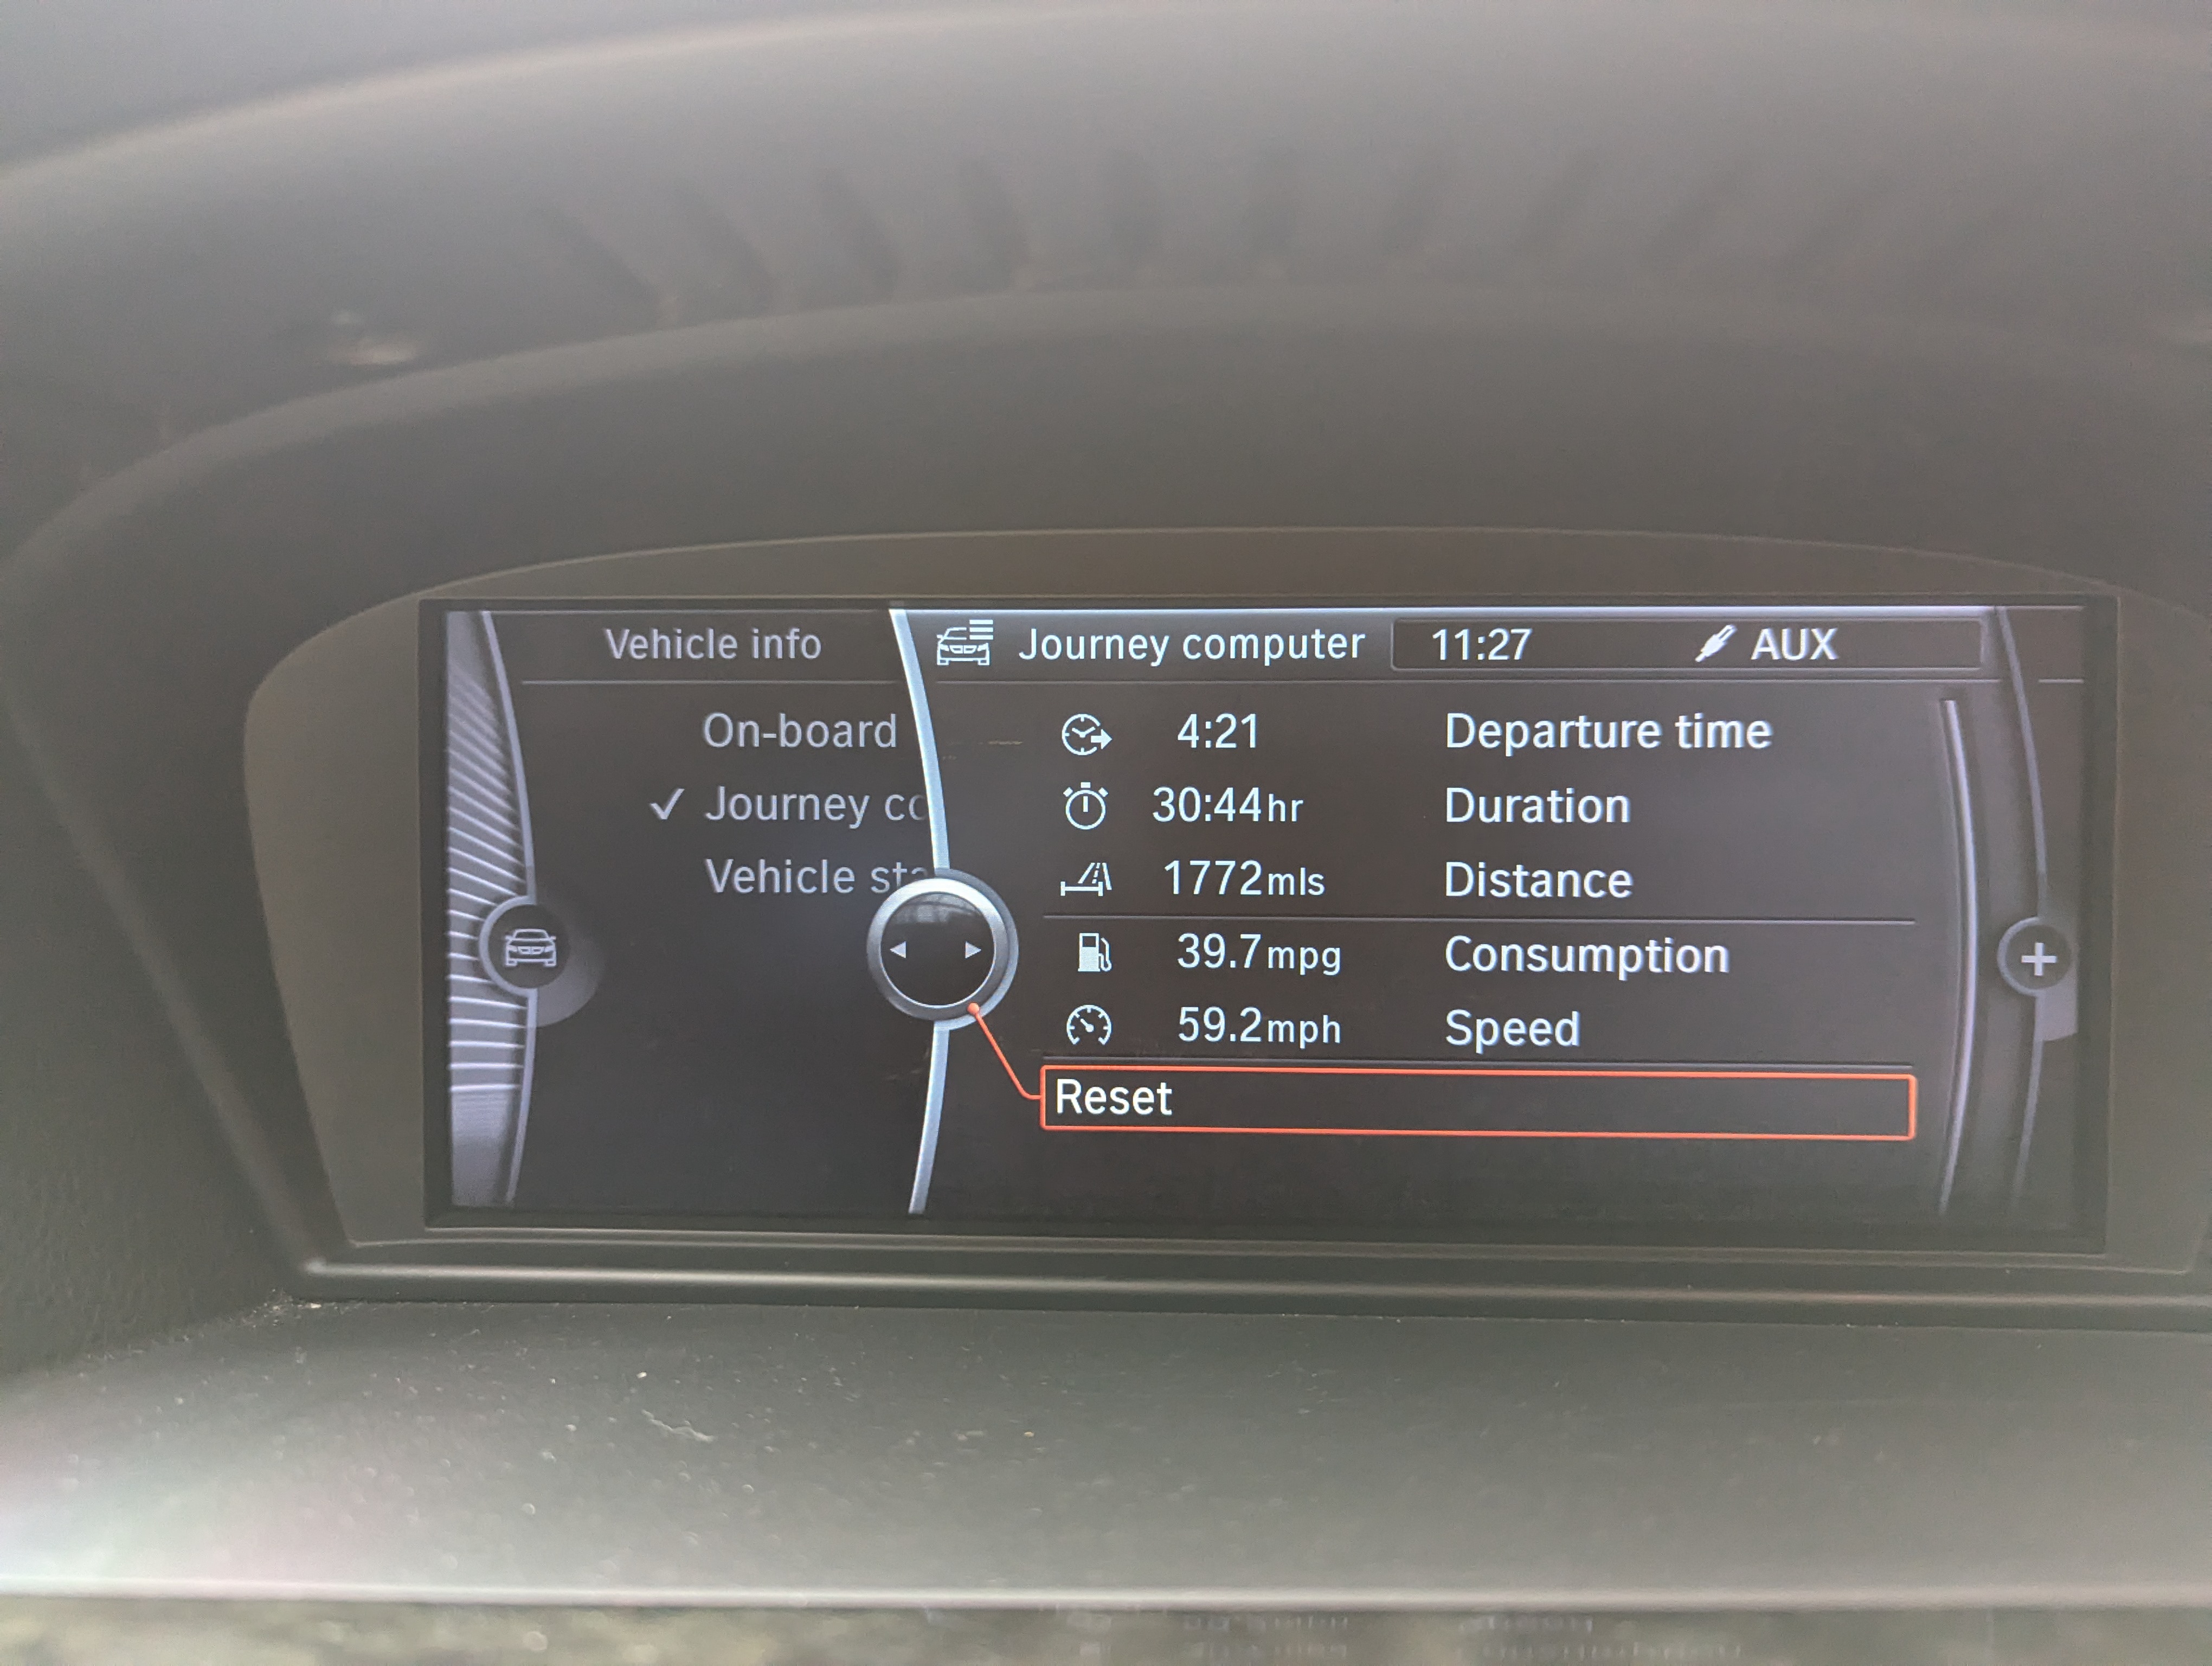 Vehicle info
Journey computer 11:27 AUX
On-board
✓ Journey co
Vehicle sta
4:21 Departure time
30:44hr Duration
1772mls Distance
39.7mpg Consumption
59.2mph Speed
Reset